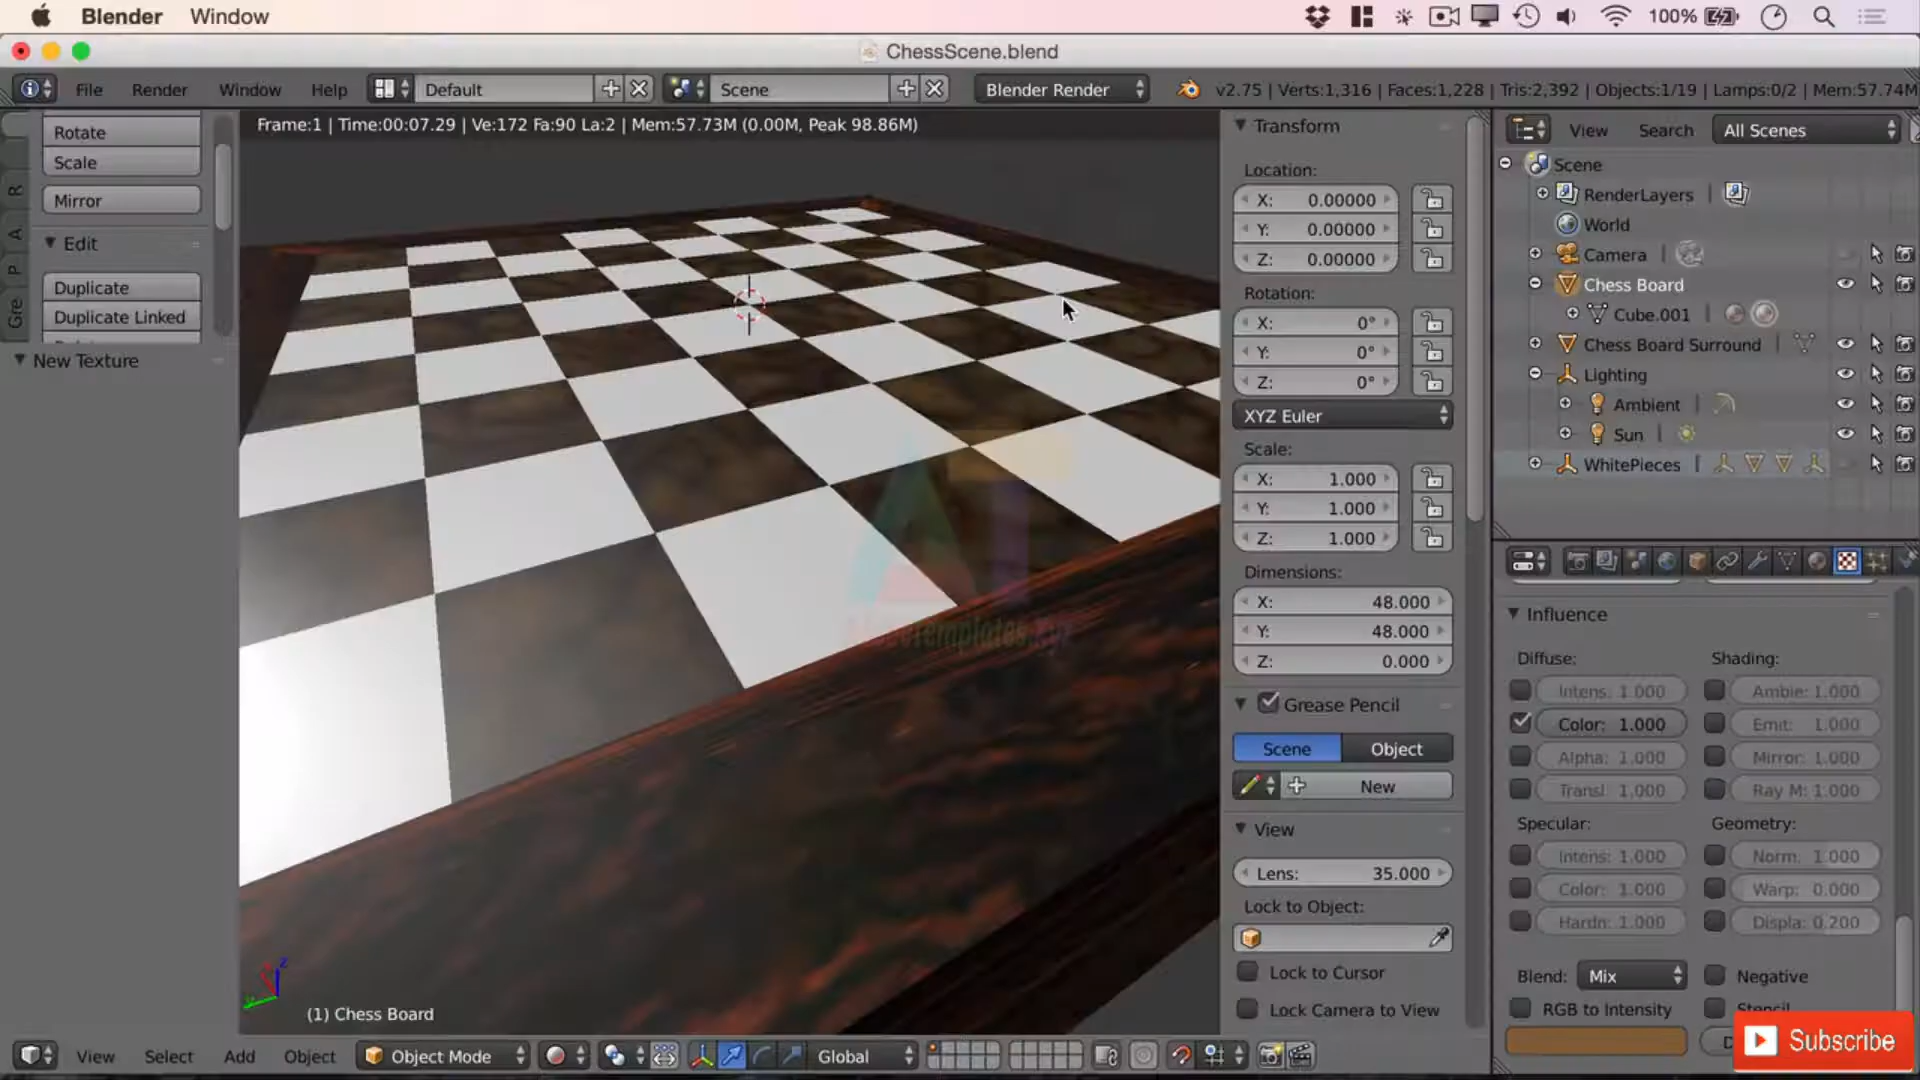 Blender Window 100%
ChessScene.blend
File Render Window Help Default Scene Blender Render v2.75 | Verts:1,316 | Faces:1,228 | Tris:2,392 | Objects:1/19 | Lamps:0/2 | Mem:57.74M
Frame:1 | Time:00:07.29 | Ve:172 Fa:90 La:2 | Mem:57.73M (0.00M, Peak 98.86M)
Rotate
Scale
Mirror
Edit
Duplicate
Duplicate Linked
New Texture
R
A
P
Gre
(1) Chess Board
Transform
Location:
X: 0.00000
Y: 0.00000
Z: 0.00000
Rotation:
X: 0°
Y: 0°
Z: 0°
XYZ Euler
Scale:
X: 1.000
Y: 1.000
Z: 1.000
Dimensions:
X: 48.000
Y: 48.000
Z: 0.000
Grease Pencil
Scene Object
New
View
Lens: 35.000
Lock to Object:
Lock to Cursor
Lock Camera to View
View Search All Scenes
Scene
RenderLayers
World
Camera
Chess Board
Cube.001
Chess Board Surround
Lighting
Ambient
Sun
WhitePieces
Influence
Diffuse: Shading:
Intens: 1.000 Ambie: 1.000
Color: 1.000 Emit: 1.000
Alpha: 1.000 Mirror: 1.000
Transl: 1.000 Ray M: 1.000
Specular: Geometry:
Intens: 1.000 Norm: 1.000
Color: 1.000 Warp: 0.000
Hardn: 1.000 Displa: 0.200
Blend: Mix Negative
RGB to Intensity Stencil
Subscribe
View Select Add Object Object Mode Global